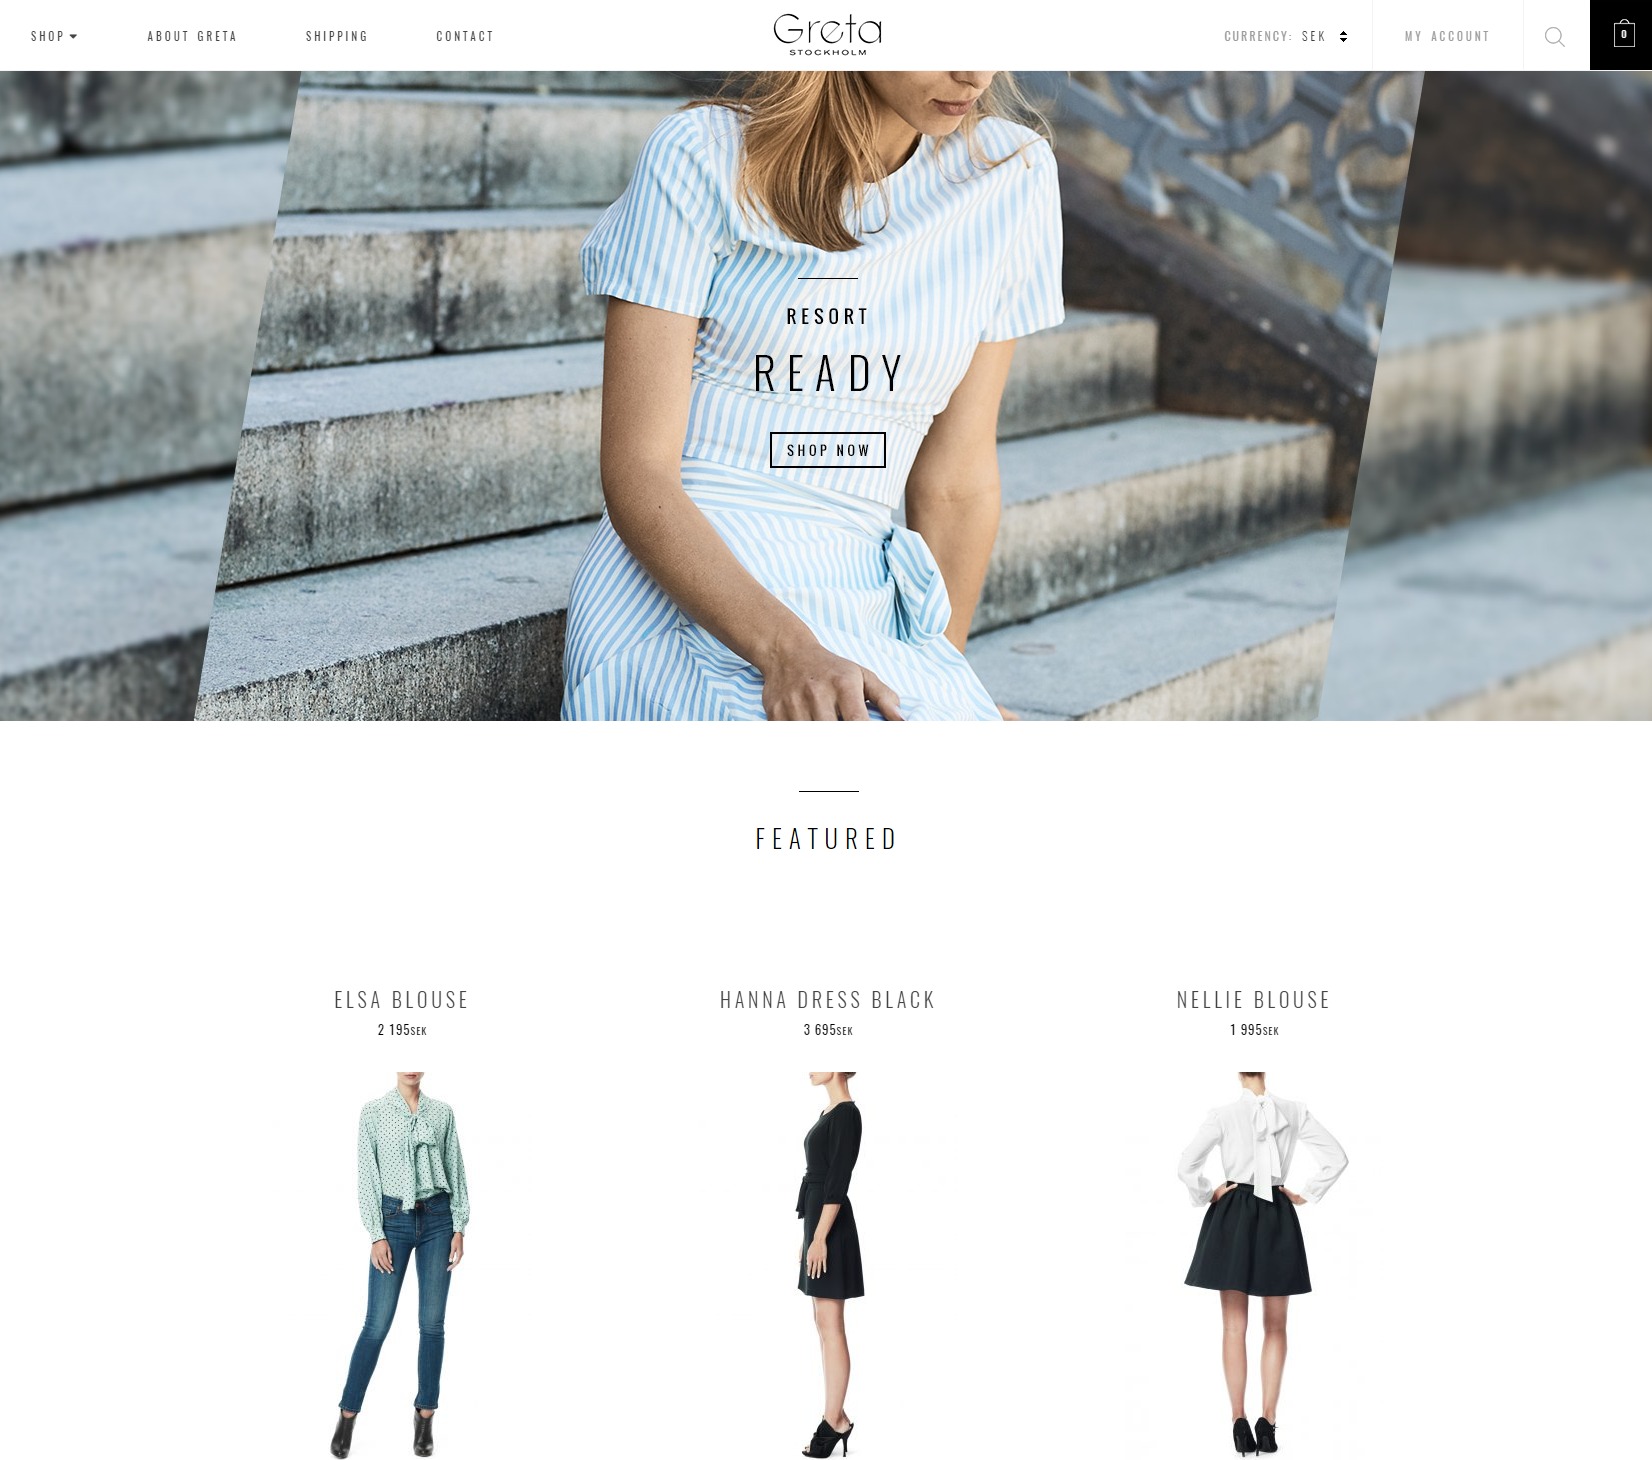 SHOP
ABOUT GRETA
SHIPPING
CONTACT
Greta
STOCKHOLM
CURRENCY: SEK
MY ACCOUNT
0
RESORT
READY
SHOP NOW
FEATURED
ELSA BLOUSE
2 195SEK
HANNA DRESS BLACK
3 695SEK
NELLIE BLOUSE
1 995SEK